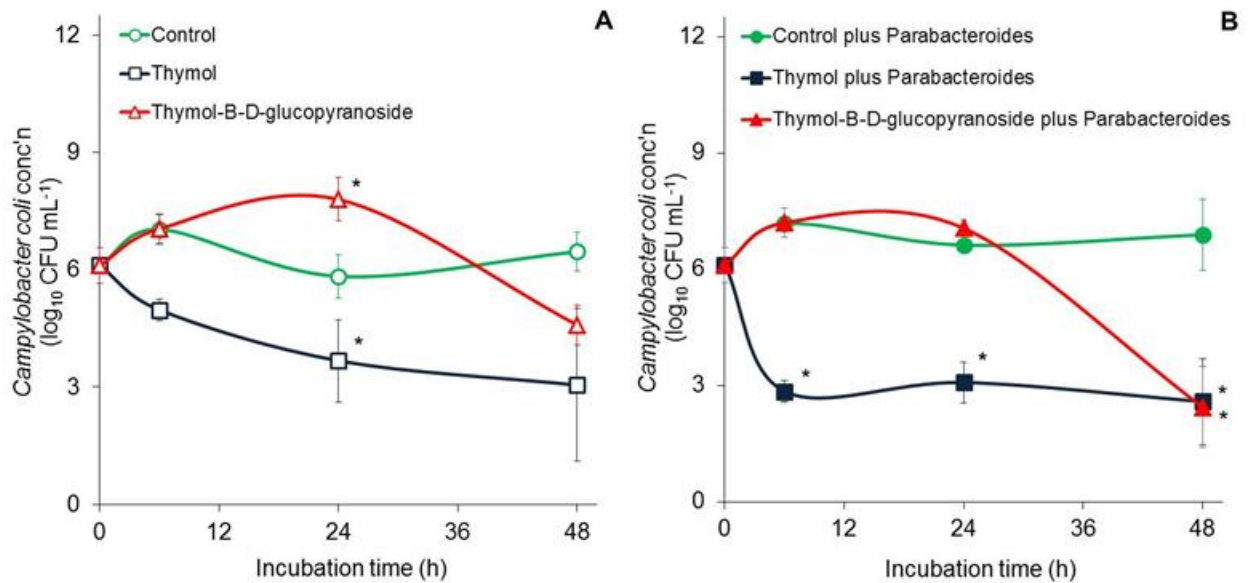 A
12
Control
Thymol
Thymol-B-D-glucopyranoside
9
6
3
0
Campylobacter coli conc'n
(log10 CFU mL-1)
*
*
0
12
24
36
48
Incubation time (h)
B
12
Control plus Parabacteroides
Thymol plus Parabacteroides
Thymol-B-D-glucopyranoside plus Parabacteroides
9
6
3
0
Campylobacter coli conc'n
(log10 CFU mL-1)
*
*
*
*
0
12
24
36
48
Incubation time (h)